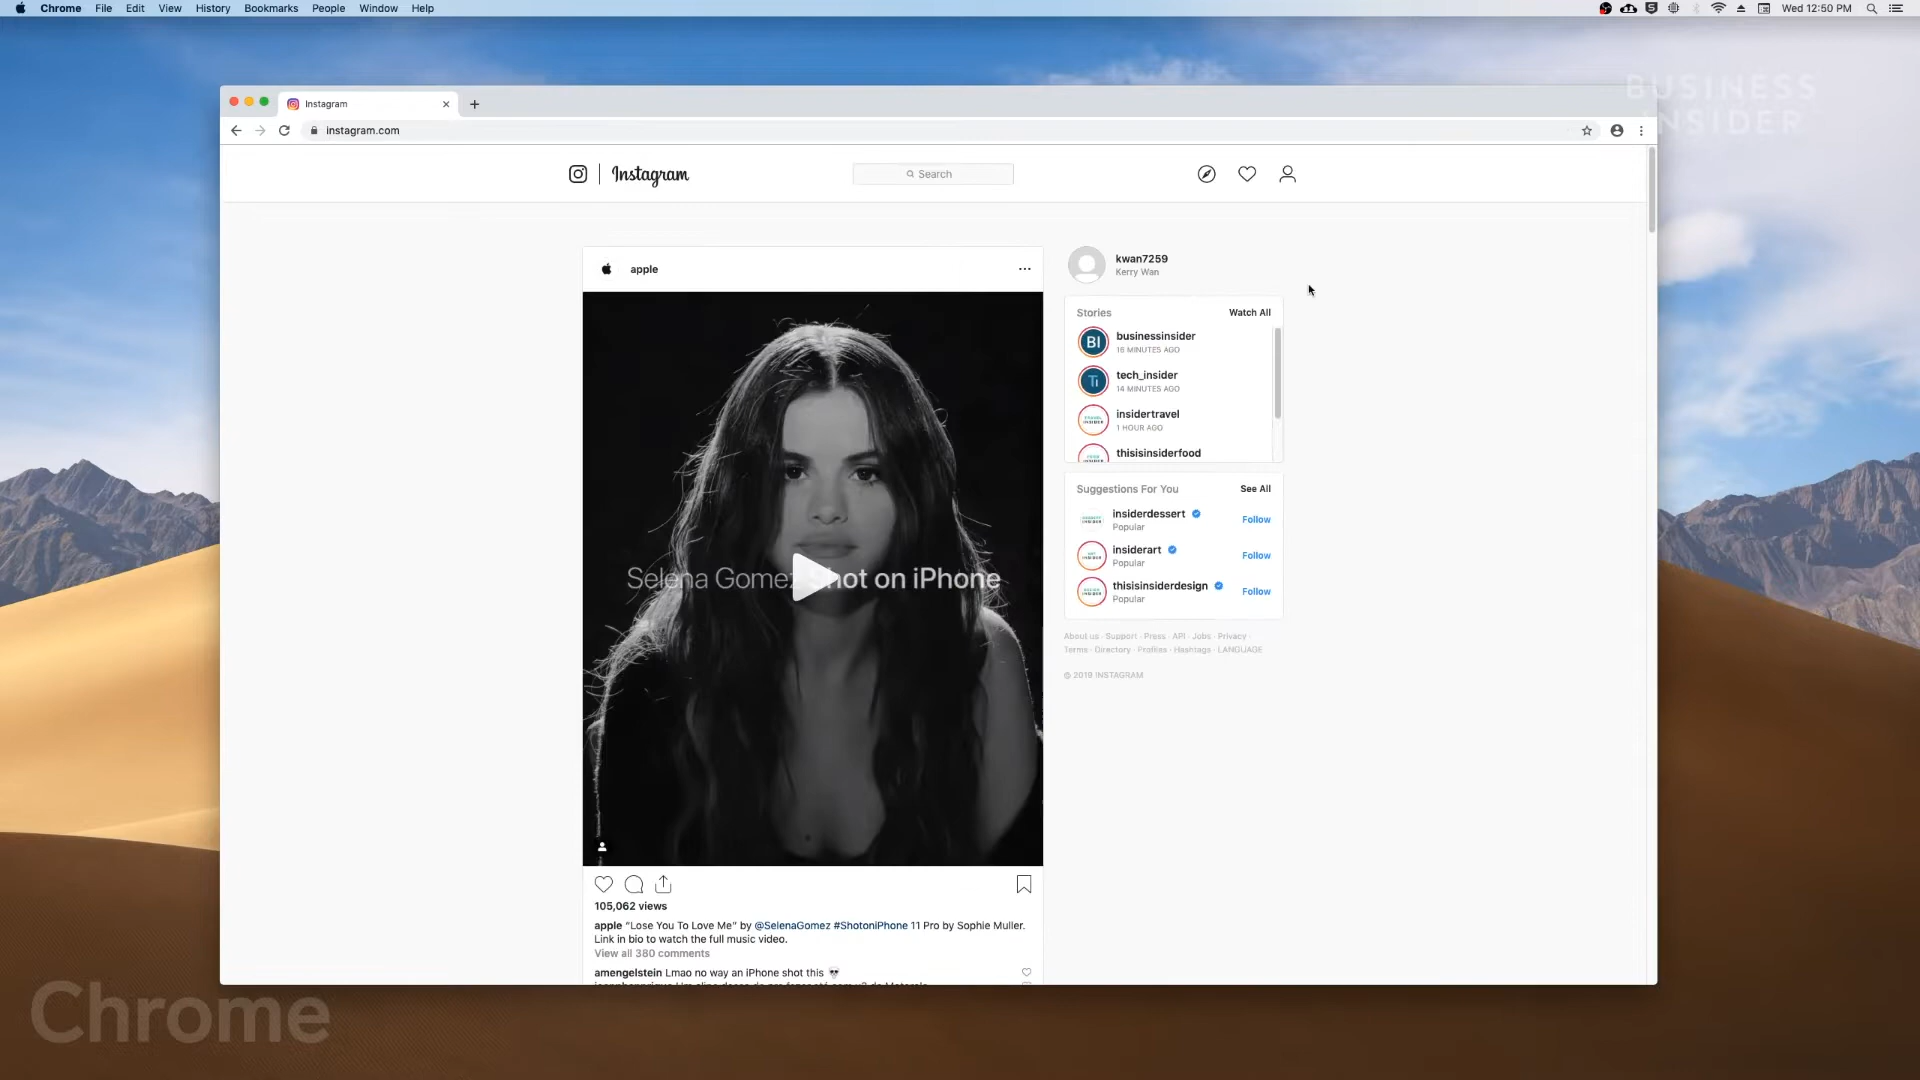 Chrome File Edit View History Bookmarks People Window Help
Wed 12:50 PM
BUSINESS
INSIDER
Instagram
instagram.com
Instagram
Search
apple
kwan7259
Kerry Wan
Stories Watch All
BI businessinsider
16 MINUTES AGO
Ti tech_insider
14 MINUTES AGO
insidertravel
1 HOUR AGO
thisisinsiderfood
Suggestions For You See All
insiderdessert Follow
Popular
insiderart Follow
Popular
thisisinsiderdesign Follow
Popular
About us · Support · Press · API · Jobs · Privacy ·
Terms · Directory · Profiles · Hashtags · LANGUAGE
© 2019 INSTAGRAM
Selena Gomez Shot on iPhone
105,062 views
apple “Lose You To Love Me” by @SelenaGomez #ShotoniPhone 11 Pro by Sophie Muller.
Link in bio to watch the full music video.
View all 380 comments
amengelstein Lmao no way an iPhone shot this 💀
Chrome